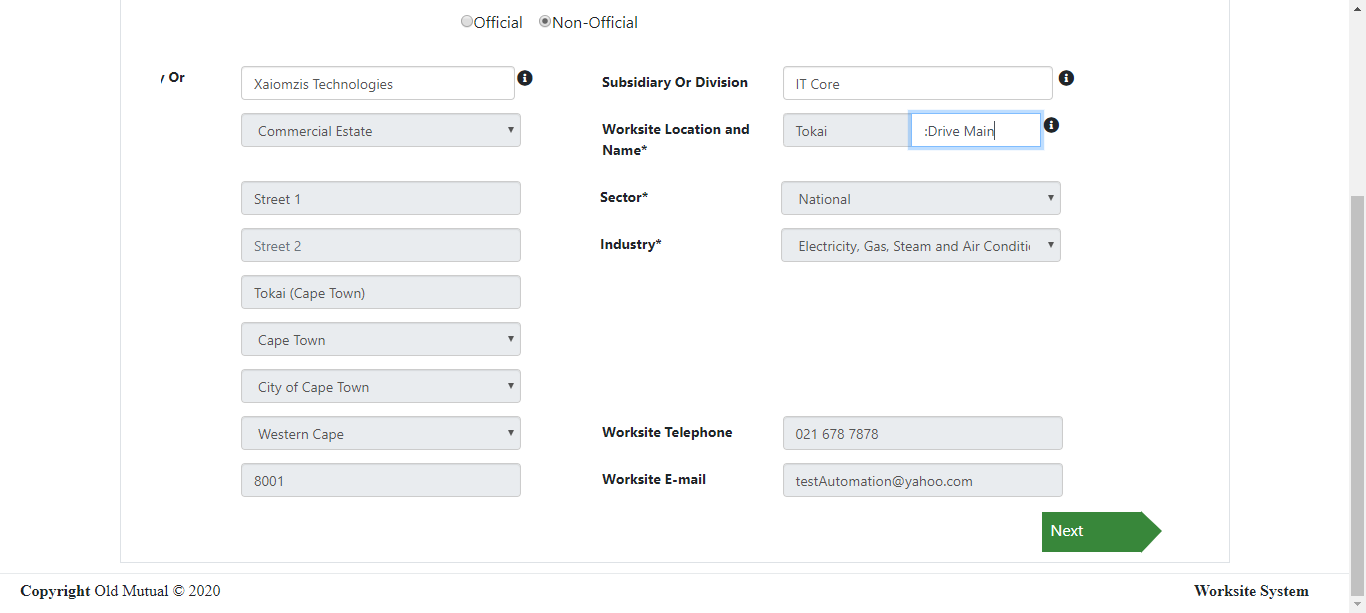 Official Non-Official
y Or Xaiomzis Technologies Subsidiary Or Division IT Core
Commercial Estate Worksite Location and Name* Tokai :Drive Main
Street 1 Sector* National
Street 2 Industry* Electricity, Gas, Steam and Air Conditi
Tokai (Cape Town)
Cape Town
City of Cape Town
Western Cape Worksite Telephone 021 678 7878
8001 Worksite E-mail testAutomation@yahoo.com
Next
Copyright Old Mutual © 2020 Worksite System